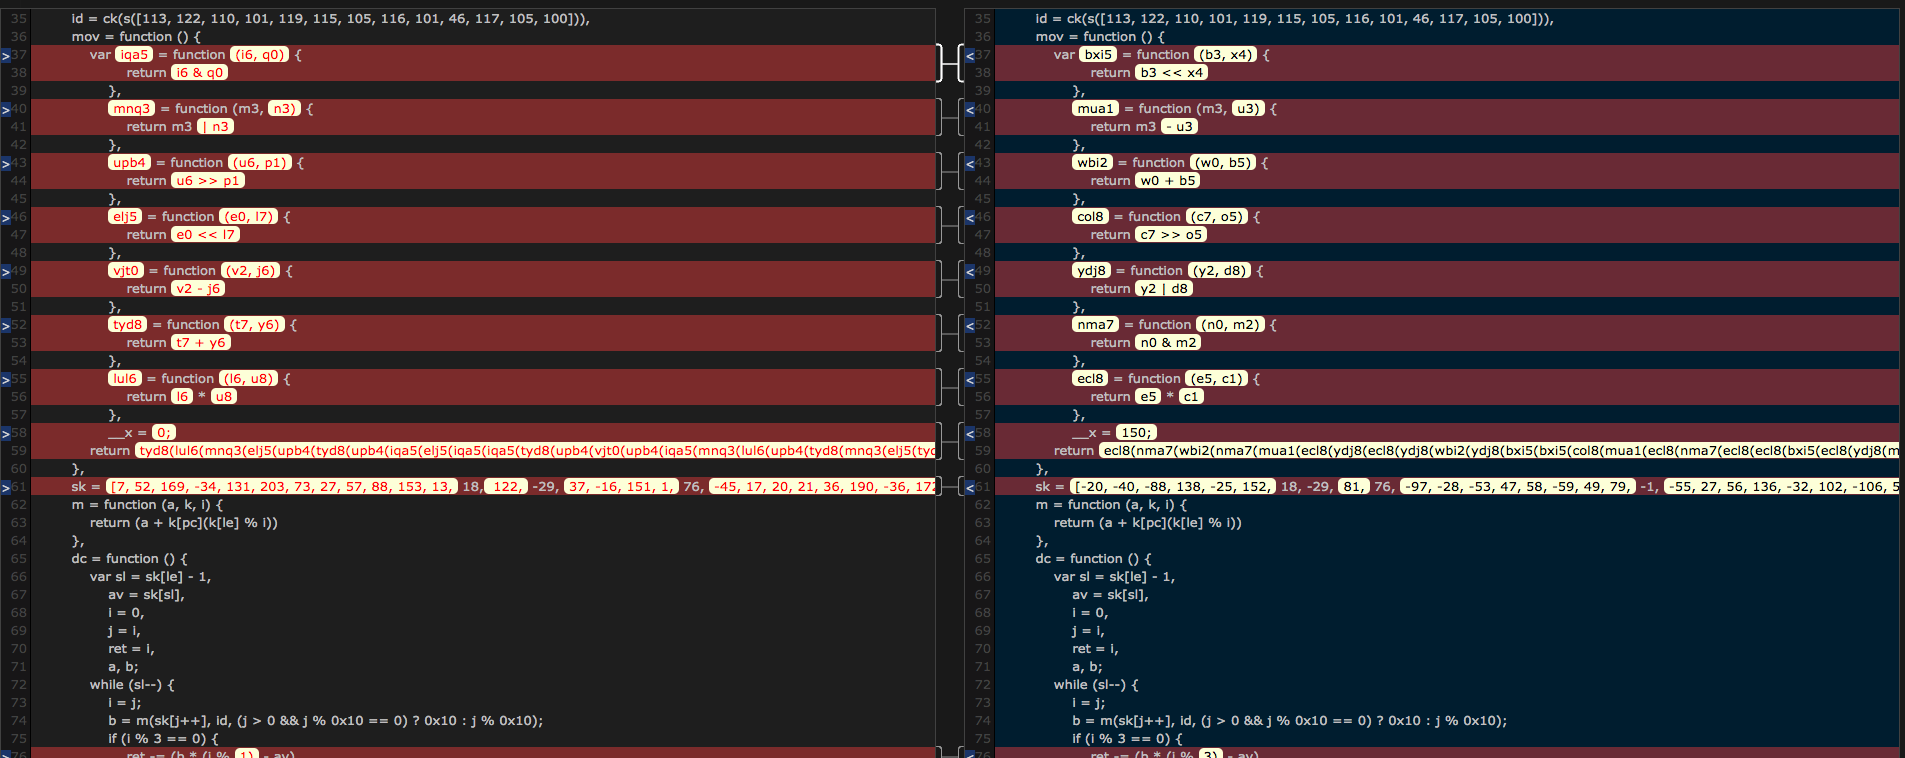 35 id = ck(s([113, 122, 110, 101, 119, 115, 105, 116, 101, 46, 117, 105, 100])),
36 mov = function () {
>37 var iqa5 = function (i6, q0) {
38 return i6 & q0
39 },
>40 mnq3 = function (m3, n3) {
41 return m3 | n3
42 },
>43 upb4 = function (u6, p1) {
44 return u6 >> p1
45 },
>46 elj5 = function (e0, l7) {
47 return e0 << l7
48 },
>49 vjt0 = function (v2, j6) {
50 return v2 - j6
51 },
>52 tyd8 = function (t7, y6) {
53 return t7 + y6
54 },
>55 lul6 = function (l6, u8) {
56 return l6 * u8
57 },
>58 __x = 0;
59 return tyd8(lul6(mnq3(elj5(upb4(tyd8(upb4(iqa5(elj5(iqa5(iqa5(tyd8(upb4(vjt0(upb4(iqa5(mnq3(lul6(upb4(tyd8(mnq3(elj5(tyd
60 },
>61 sk = [7, 52, 169, -34, 131, 203, 73, 27, 57, 88, 153, 13, 18, 122, -29, 37, -16, 151, 1, 76, -45, 17, 20, 21, 36, 190, -36, 172
62 m = function (a, k, i) {
63 return (a + k[pc](k[le] % i))
64 },
65 dc = function () {
66 var sl = sk[le] - 1,
67 av = sk[sl],
68 i = 0,
69 j = i,
70 ret = i,
71 a, b;
72 while (sl--) {
73 i = j;
74 b = m(sk[j++], id, (j > 0 && j % 0x10 == 0) ? 0x10 : j % 0x10);
75 if (i % 3 == 0) {
>76 ret -= (b * (i % 1) - av)
35 id = ck(s([113, 122, 110, 101, 119, 115, 105, 116, 101, 46, 117, 105, 100])),
36 mov = function () {
<37 var bxi5 = function (b3, x4) {
38 return b3 << x4
39 },
<40 mua1 = function (m3, u3) {
41 return m3 - u3
42 },
<43 wbi2 = function (w0, b5) {
44 return w0 + b5
45 },
<46 col8 = function (c7, o5) {
47 return c7 >> o5
48 },
<49 ydj8 = function (y2, d8) {
50 return y2 | d8
51 },
<52 nma7 = function (n0, m2) {
53 return n0 & m2
54 },
<55 ecl8 = function (e5, c1) {
56 return e5 * c1
57 },
<58 __x = 150;
59 return ecl8(nma7(wbi2(nma7(mua1(ecl8(ydj8(ecl8(ydj8(wbi2(ydj8(bxi5(bxi5(col8(mua1(ecl8(nma7(ecl8(ecl8(bxi5(ecl8(ydj8(m
60 },
<61 sk = [-20, -40, -88, 138, -25, 152, 18, -29, 81, 76, -97, -28, -53, 47, 58, -59, 49, 79, -1, -55, 27, 56, 136, -32, 102, -106, 5
62 m = function (a, k, i) {
63 return (a + k[pc](k[le] % i))
64 },
65 dc = function () {
66 var sl = sk[le] - 1,
67 av = sk[sl],
68 i = 0,
69 j = i,
70 ret = i,
71 a, b;
72 while (sl--) {
73 i = j;
74 b = m(sk[j++], id, (j > 0 && j % 0x10 == 0) ? 0x10 : j % 0x10);
75 if (i % 3 == 0) {
<76 ret -= (b * (i % 3) - av)